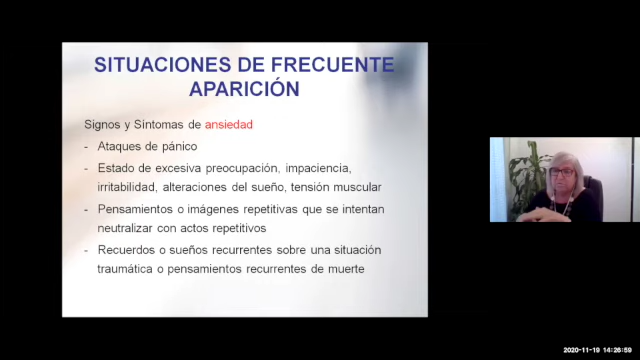 SITUACIONES DE FRECUENTE
APARICIÓN
Signos y Síntomas de ansiedad
- Ataques de pánico
- Estado de excesiva preocupación, impaciencia,
irritabilidad, alteraciones del sueño, tensión muscular
- Pensamientos o imágenes repetitivas que se intentan
neutralizar con actos repetitivos
- Recuerdos o sueños recurrentes sobre una situación
traumática o pensamientos recurrentes de muerte
2020-11-19 14:26:59